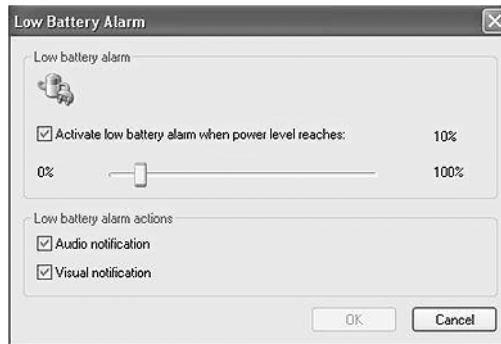 Low Battery Alarm
Low battery alarm
Activate low battery alarm when power level reaches: 10%
0% 100%
Low battery alarm actions
Audio notification
Visual notification
OK Cancel